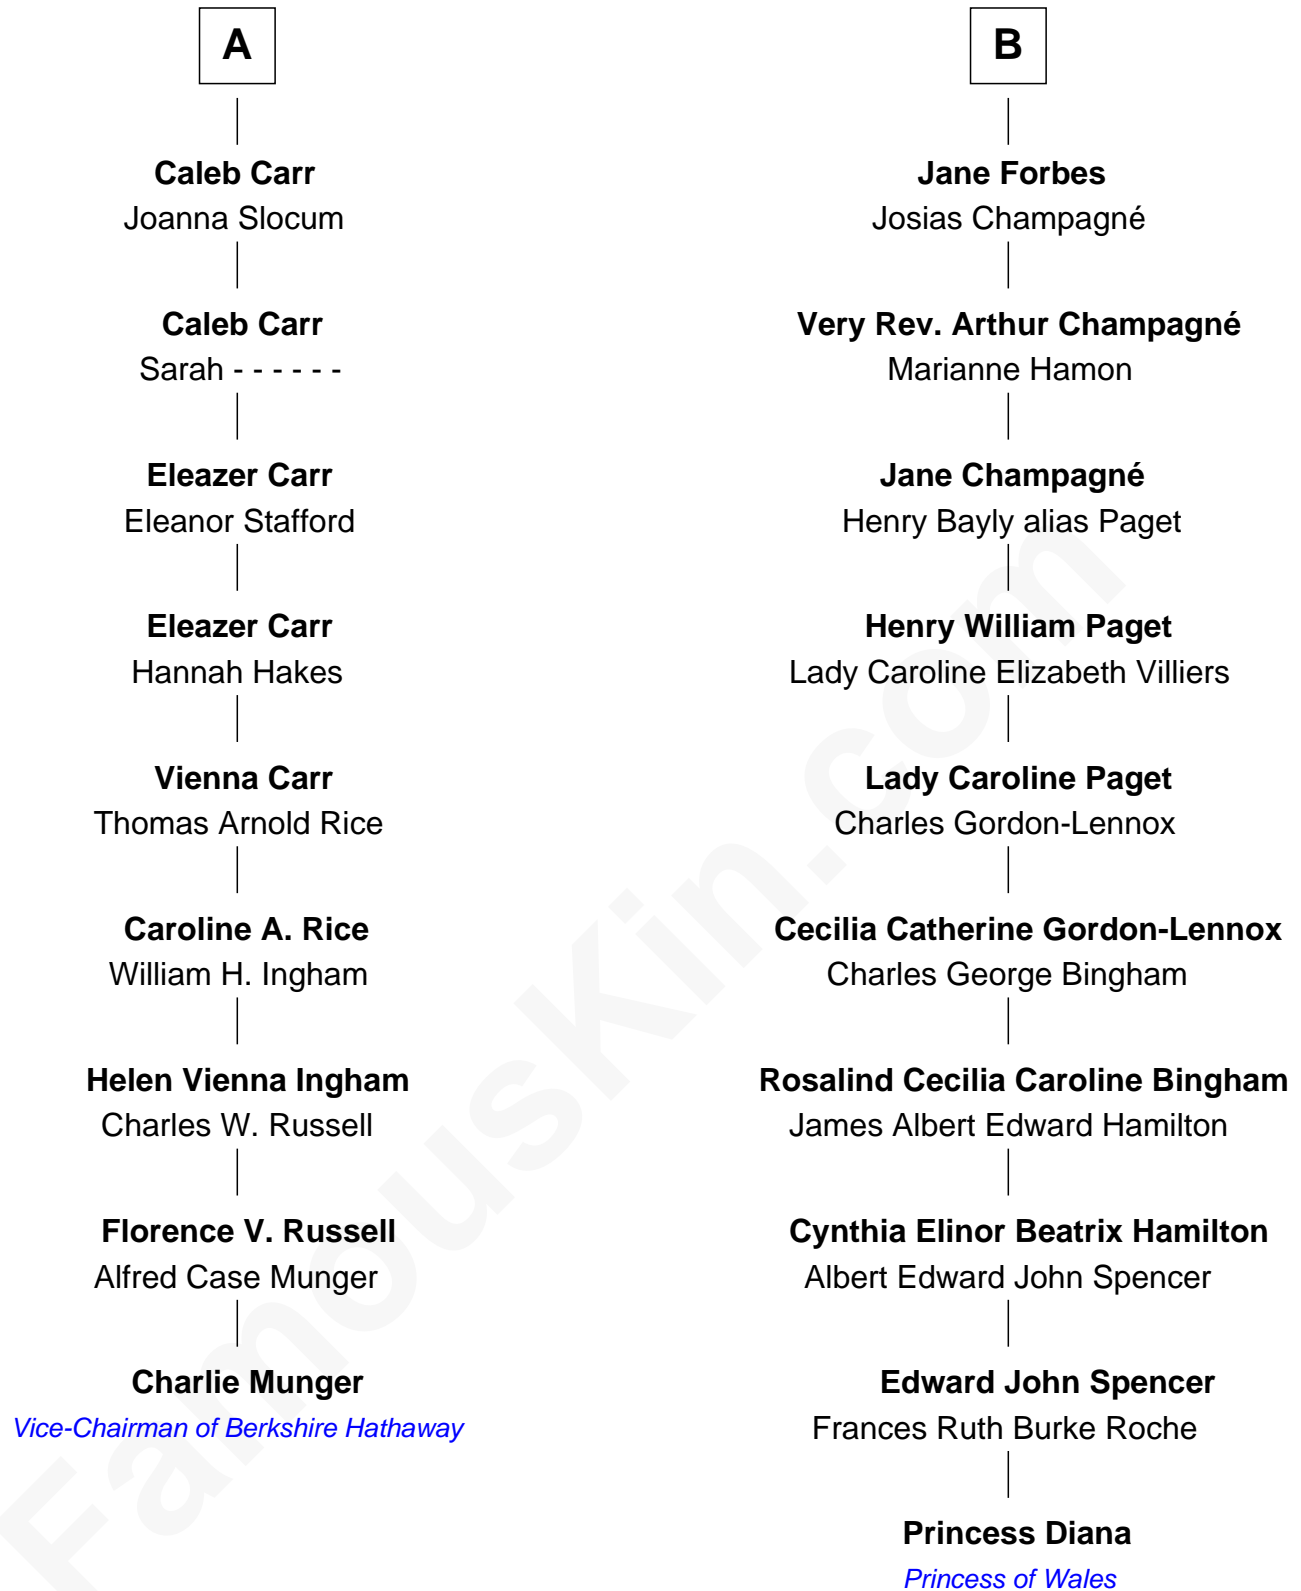 A
Caleb Carr
Joanna Slocum
Caleb Carr
Sarah - - - - - -
Eleazer Carr
Eleanor Stafford
Eleazer Carr
Hannah Hakes
Vienna Carr
Thomas Arnold Rice
Caroline A. Rice
William H. Ingham
Helen Vienna Ingham
Charles W. Russell
Florence V. Russell
Alfred Case Munger
Charlie Munger
Vice-Chairman of Berkshire Hathaway
B
Jane Forbes
Josias Champagné
Very Rev. Arthur Champagné
Marianne Hamon
Jane Champagné
Henry Bayly alias Paget
Henry William Paget
Lady Caroline Elizabeth Villiers
Lady Caroline Paget
Charles Gordon-Lennox
Cecilia Catherine Gordon-Lennox
Charles George Bingham
Rosalind Cecilia Caroline Bingham
James Albert Edward Hamilton
Cynthia Elinor Beatrix Hamilton
Albert Edward John Spencer
Edward John Spencer
Frances Ruth Burke Roche
Princess Diana
Princess of Wales
FamousKin.com